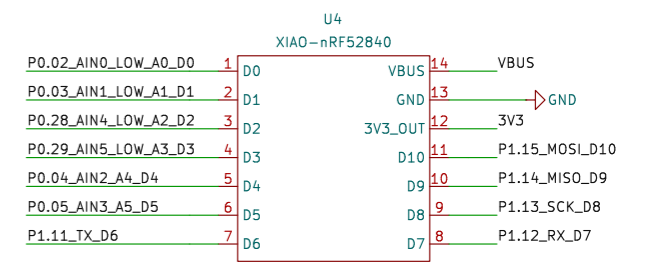 U4
XIAO-nRF52840
P0.02_AIN0_LOW_A0_D0 1 D0 VBUS 14 VBUS
P0.03_AIN1_LOW_A1_D1 2 D1 GND 13 GND
P0.28_AIN4_LOW_A2_D2 3 D2 3V3_OUT 12 3V3
P0.29_AIN5_LOW_A3_D3 4 D3 D10 11 P1.15_MOSI_D10
P0.04_AIN2_A4_D4 5 D4 D9 10 P1.14_MISO_D9
P0.05_AIN3_A5_D5 6 D5 D8 9 P1.13_SCK_D8
P1.11_TX_D6 7 D6 D7 8 P1.12_RX_D7